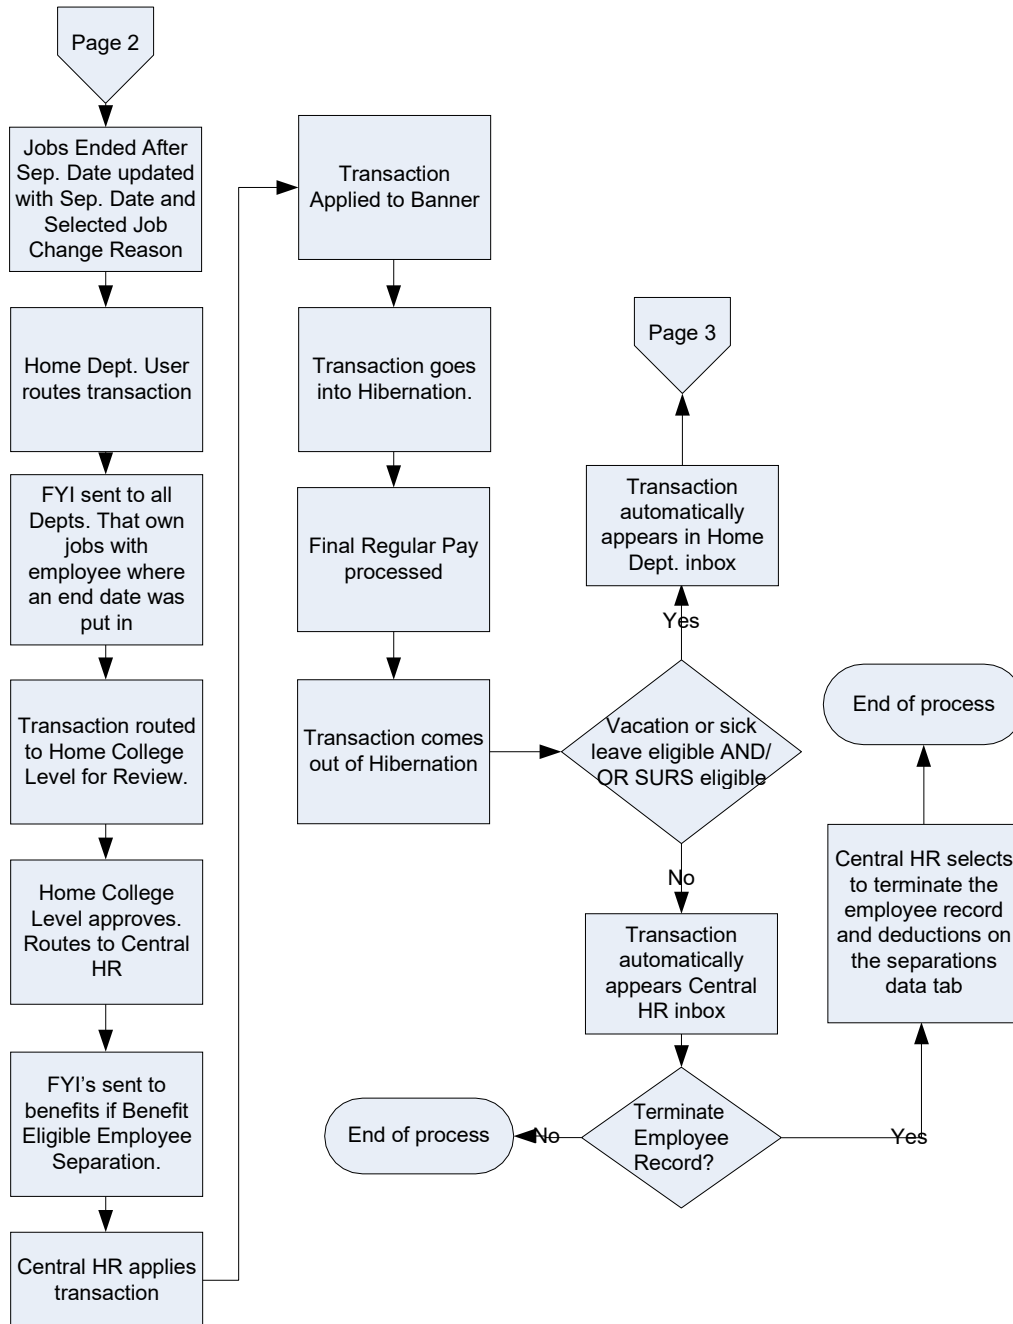 Page 2
Jobs Ended After
Sep. Date updated
with Sep. Date and
Selected Job
Change Reason
Home Dept. User
routes transaction
FYI sent to all
Depts. That own
jobs with
employee where
an end date was
put in
Transaction routed
to Home College
Level for Review.
Home College
Level approves.
Routes to Central
HR
FYI's sent to
benefits if Benefit
Eligible Employee
Separation.
Central HR applies
transaction
Transaction
Applied to Banner
Transaction goes
into Hibernation.
Final Regular Pay
processed
Transaction comes
out of Hibernation
Vacation or sick
leave eligible AND/
OR SURS eligible
Yes
Transaction
automatically
appears in Home
Dept. inbox
Page 3
No
Transaction
automatically
appears Central
HR inbox
Terminate
Employee
Record?
No
End of process
Yes
Central HR selects
to terminate the
employee record
and deductions on
the separations
data tab
End of process